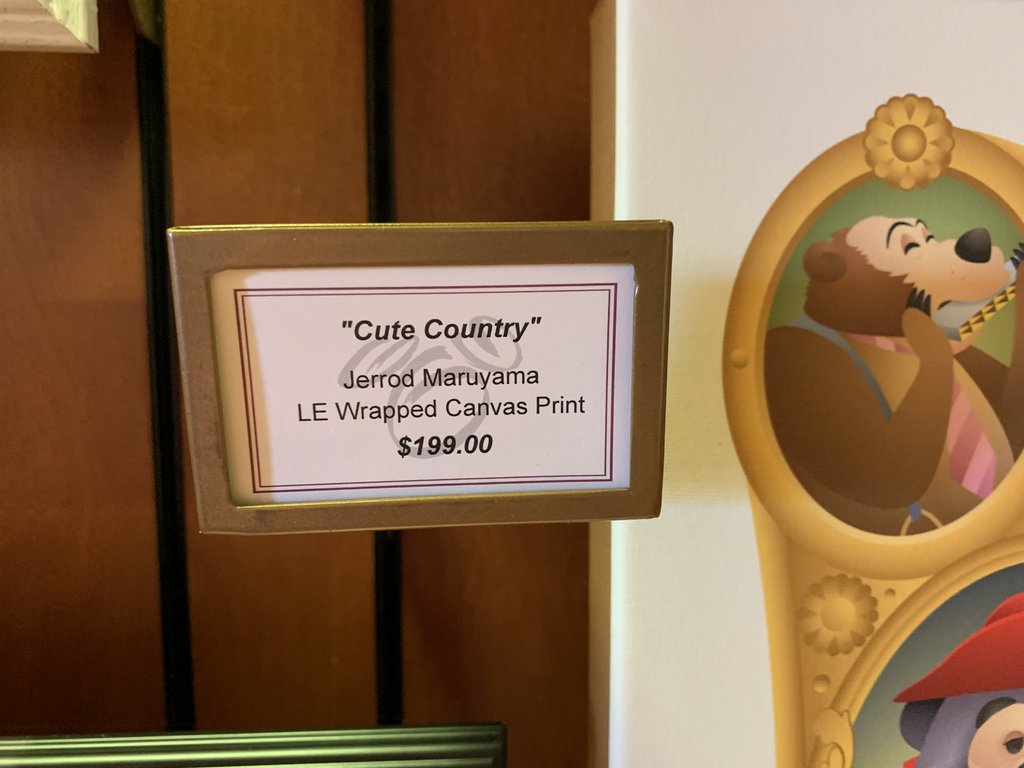 "Cute Country"
Jerrod Maruyama
LE Wrapped Canvas Print
$199.00